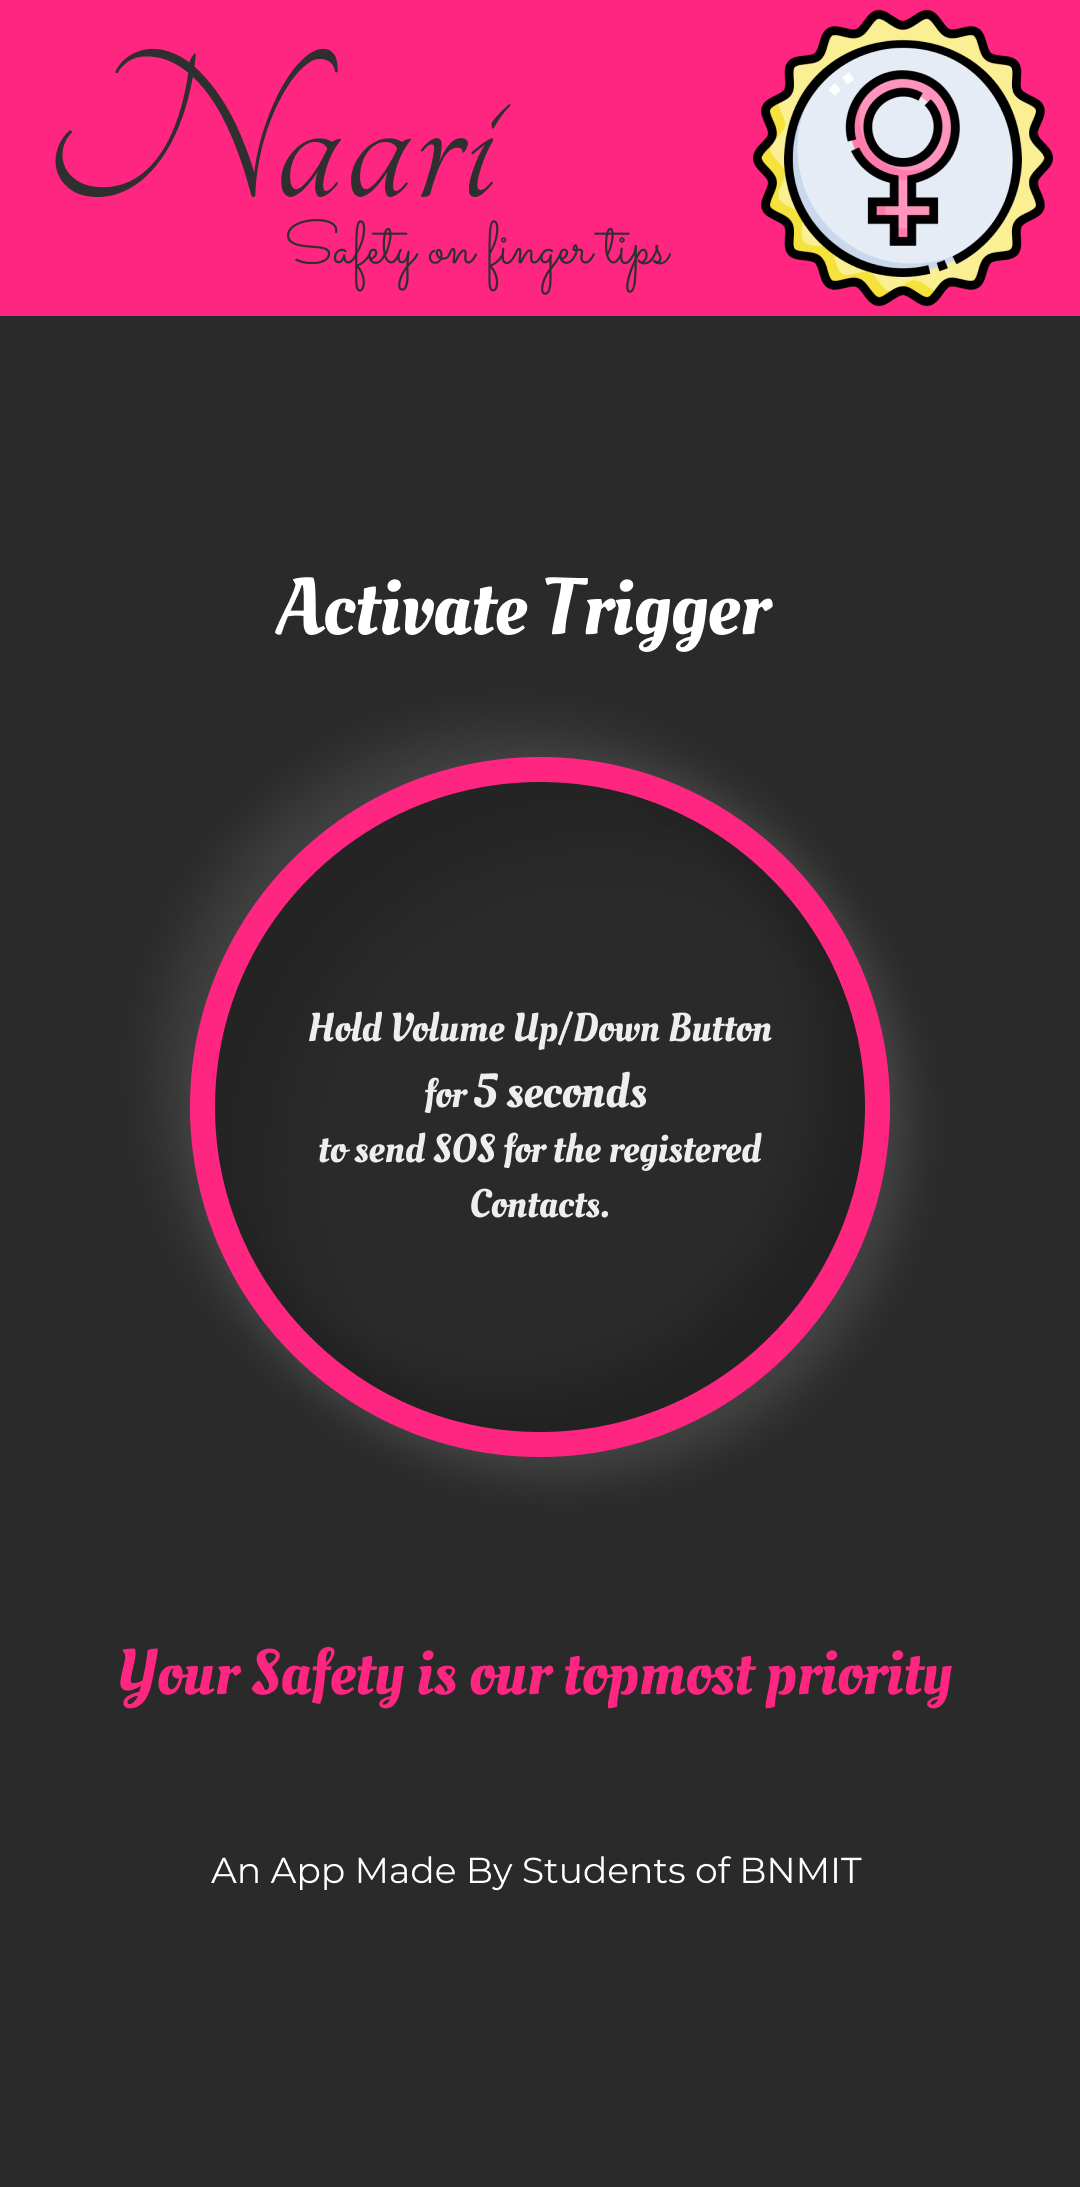 Naari
Safety on finger tips
Activate Trigger
Hold Volume Up/Down Button
for 5 seconds
to send SOS for the registered
Contacts.
Your Safety is our topmost priority
An App Made By Students of BNMIT